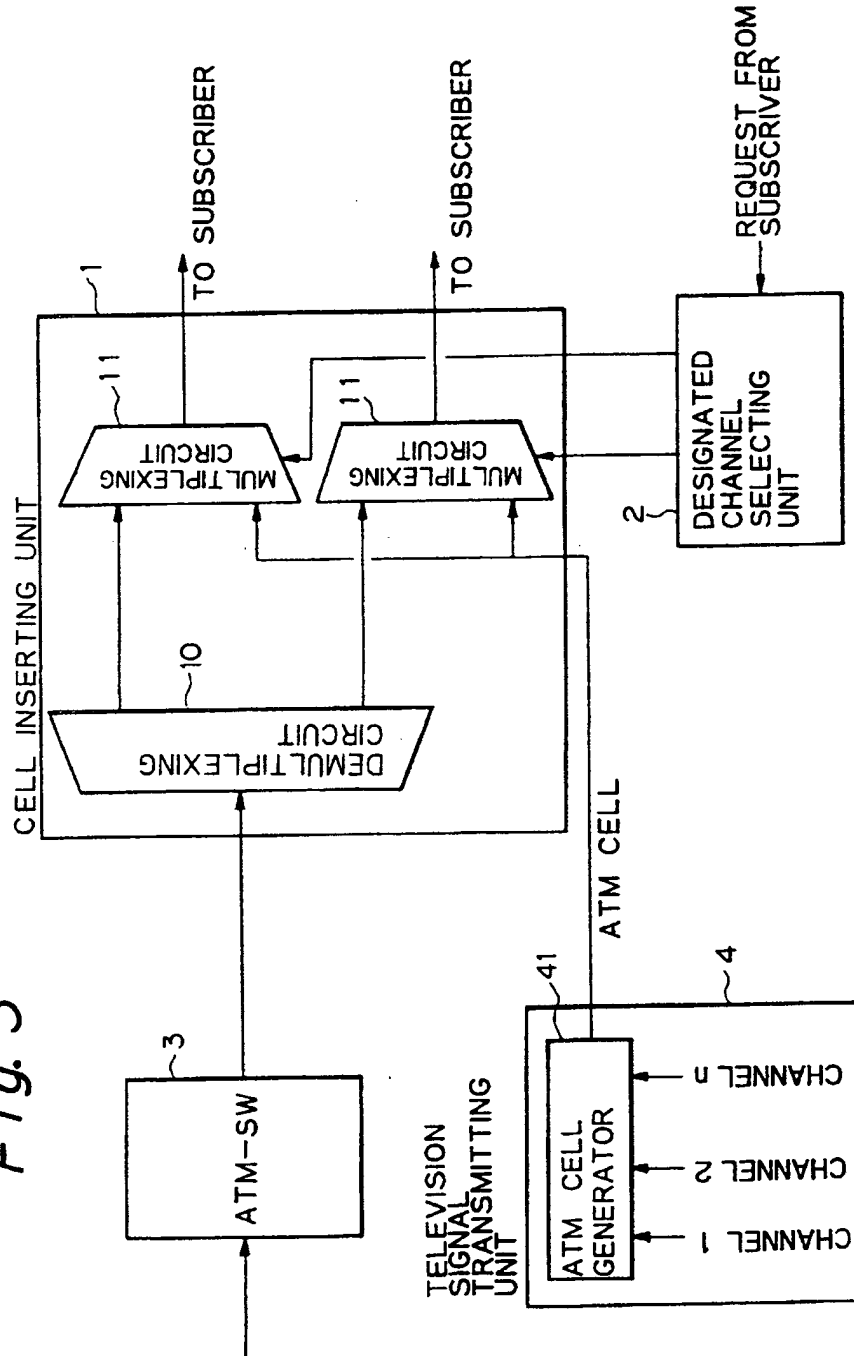 Fig. 3
CELL INSERTING UNIT
1
3
ATM-SW
10
DEMULTIPLEXING
CIRCUIT
11
MULTIPLEXING
CIRCUIT
TO SUBSCRIBER
11
MULTIPLEXING
CIRCUIT
TO SUBSCRIBER
TELEVISION
SIGNAL
TRANSMITTING
UNIT
41
ATM CELL
GENERATOR
ATM CELL
4
CHANNEL 1
CHANNEL 2
CHANNEL n
2
DESIGNATED
CHANNEL
SELECTING
UNIT
REQUEST FROM
SUBSCRIVER